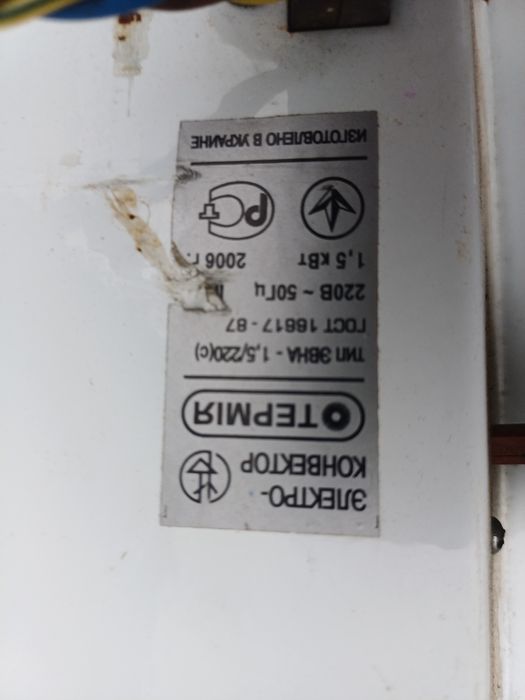 ЭЛЕКТРО-
КОНВЕКТОР
ТЕРМІЯ
тип ЭВНА - 1,5/220(с)
ГОСТ 16617 - 87
220В ~ 50Гц
1,5 кВт 2006 г.
РСТ
ИЗГОТОВЛЕНО В УКРАИНЕ